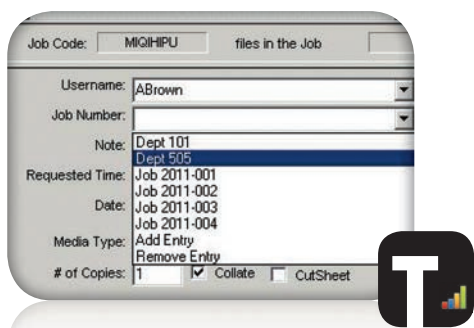 Job Code: MIQIHIPU files in the Job
Username: ABrown
Job Number:
Note: Dept 101
Dept 505
Requested Time: Job 2011-001
Job 2011-002
Date: Job 2011-003
Job 2011-004
Media Type: Add Entry
Remove Entry
# of Copies: 1 Collate CutSheet
T